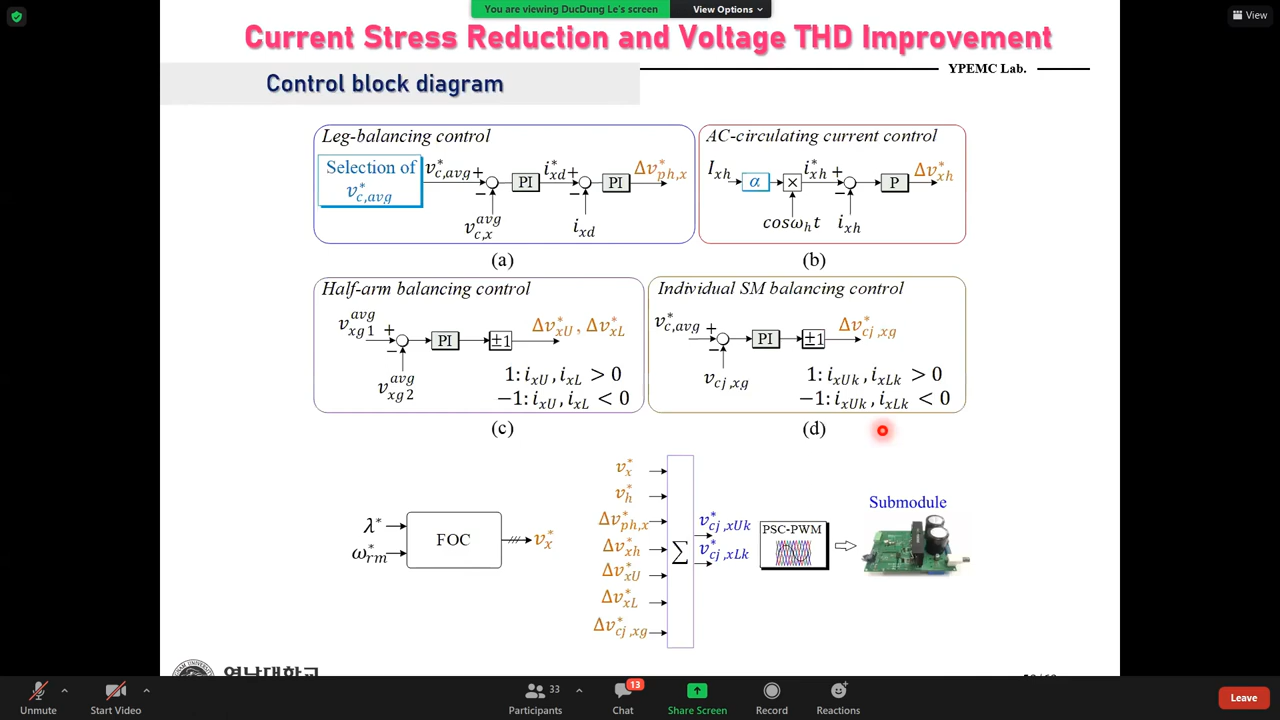 You are viewing DucDung Le's screen
View Options
View
Current Stress Reduction and Voltage THD Improvement
YPEMC Lab.
Control block diagram
Leg-balancing control
Selection of
v*c,avg
v*c,avg + −
PI
i*xd + −
PI
Δv*ph,x
v^avg c,x
ixd
(a)
AC-circulating current control
Ixh
α
×
i*xh + −
P
Δv*xh
cosωht
ixh
(b)
Half-arm balancing control
v^avg xg1 + −
PI
±1
Δv*xU, Δv*xL
v^avg xg2
1: ixU, ixL > 0
−1: ixU, ixL < 0
(c)
Individual SM balancing control
v*c,avg + −
PI
±1
Δv*cj,xg
vcj,xg
1: ixUk, ixLk > 0
−1: ixUk, ixLk < 0
(d)
λ*
ω*rm
FOC
v*x
v*x
v*h
Δv*ph,x
Δv*xh
Δv*xU
Δv*xL
Δv*cj,xg
∑
v*cj,xUk
v*cj,xLk
PSC-PWM
Submodule
영남대학교
Unmute
Start Video
33
Participants
13
Chat
Share Screen
Record
Reactions
Leave